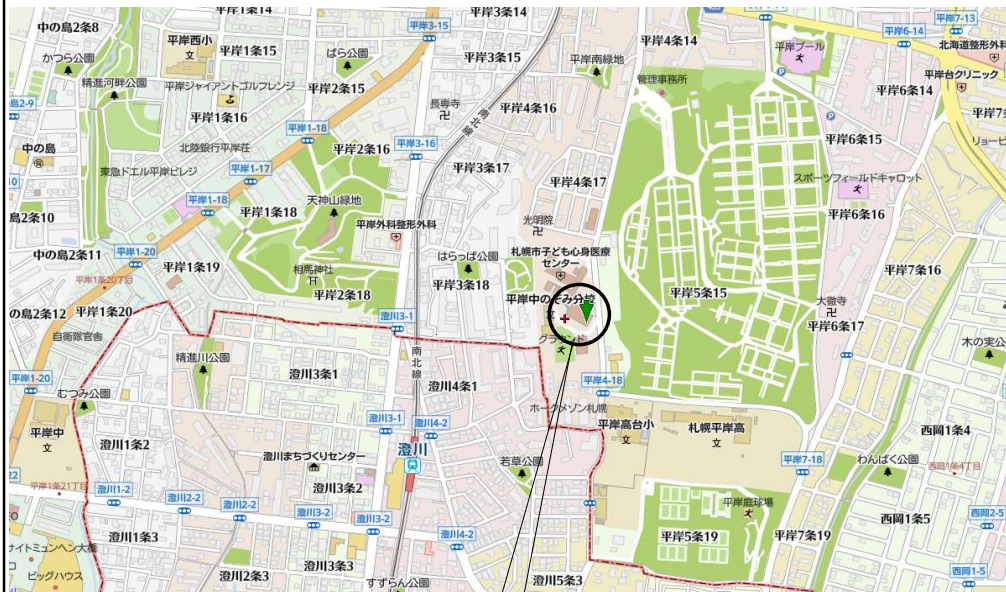 中の島2条8
平岸1条14
平岸西小
平岸1条15
平岸3-15
平岸3条14
ばら公園
平岸3条15
平岸4条14
平岸南緑地
平岸プール
平岸6-14
平岸7-13
北海道整形外科
平岸台クリニック
かつら公園
精進河畔公園
平岸ジャイアントゴルフレンジ
平岸2条15
平岸1条16
管理事務所
平岸6条14
長専寺
南北線
平岸4条16
平岸1-18
平岸2条16
平岸3-16
平岸6条15
中の島
北陸銀行平岸荘
東急ドエル平岸ビレジ
平岸1-17
平岸3条17
平岸4条17
スポーツフィールドキャロット
平岸1-18
平岸1条18
天神山緑地
平岸外科整形外科
光明院
平岸6条16
島2条10
中の島2条11
平岸1-20
平岸1条19
はらっぱ公園
札幌市子ども心身医療
センター
平岸7条16
平岸1条20丁目
相馬神社
平岸2条18
平岸3条18
平岸中のぞみ分校
平岸5条15
大徹寺
の島2条12
平岸1条20
澄川3-1
グラウンド
平岸6条17
自衛隊官舎
精進川公園
澄川3条1
南北線
澄川4条1
木の実公
平岸1-20
むつみ公園
平岸4-18
ホークメゾン札幌
平岸中
澄川1条2
澄川3-1
澄川4-2
平岸高台小
札幌平岸高
西岡1条4
澄川まちづくりセンター
澄川
若草公園
平岸7-18
わんぱく公園
西岡1条4丁目
平岸1条21丁目
澄川1-2
澄川2-2
澄川3条2
澄川3-2
澄川3-2
平岸庭球場
西岡1条5
西岡2-5
澄川1条3
澄川4-2
平岸5条19
平岸7条19
サイトミュンヘン大橋
ビッグハウス
澄川2条3
すずらん公園
澄川5条3
西岡1-5